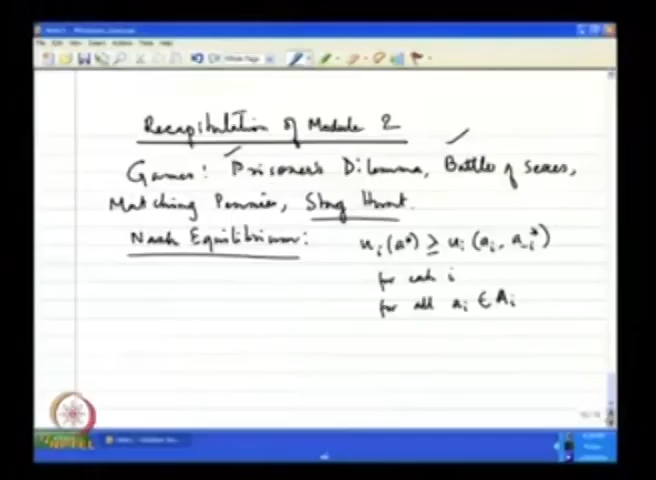 Recapitulation of Module 2
Games: Prisoner's Dilemma, Battle of Sexes,
Matching Pennies, Stag Hunt.
Nash Equilibrium: uᵢ(a*) ≥ uᵢ(aᵢ, a₋ᵢ*)
for each i
for all aᵢ ∈ Aᵢ
NPTEL